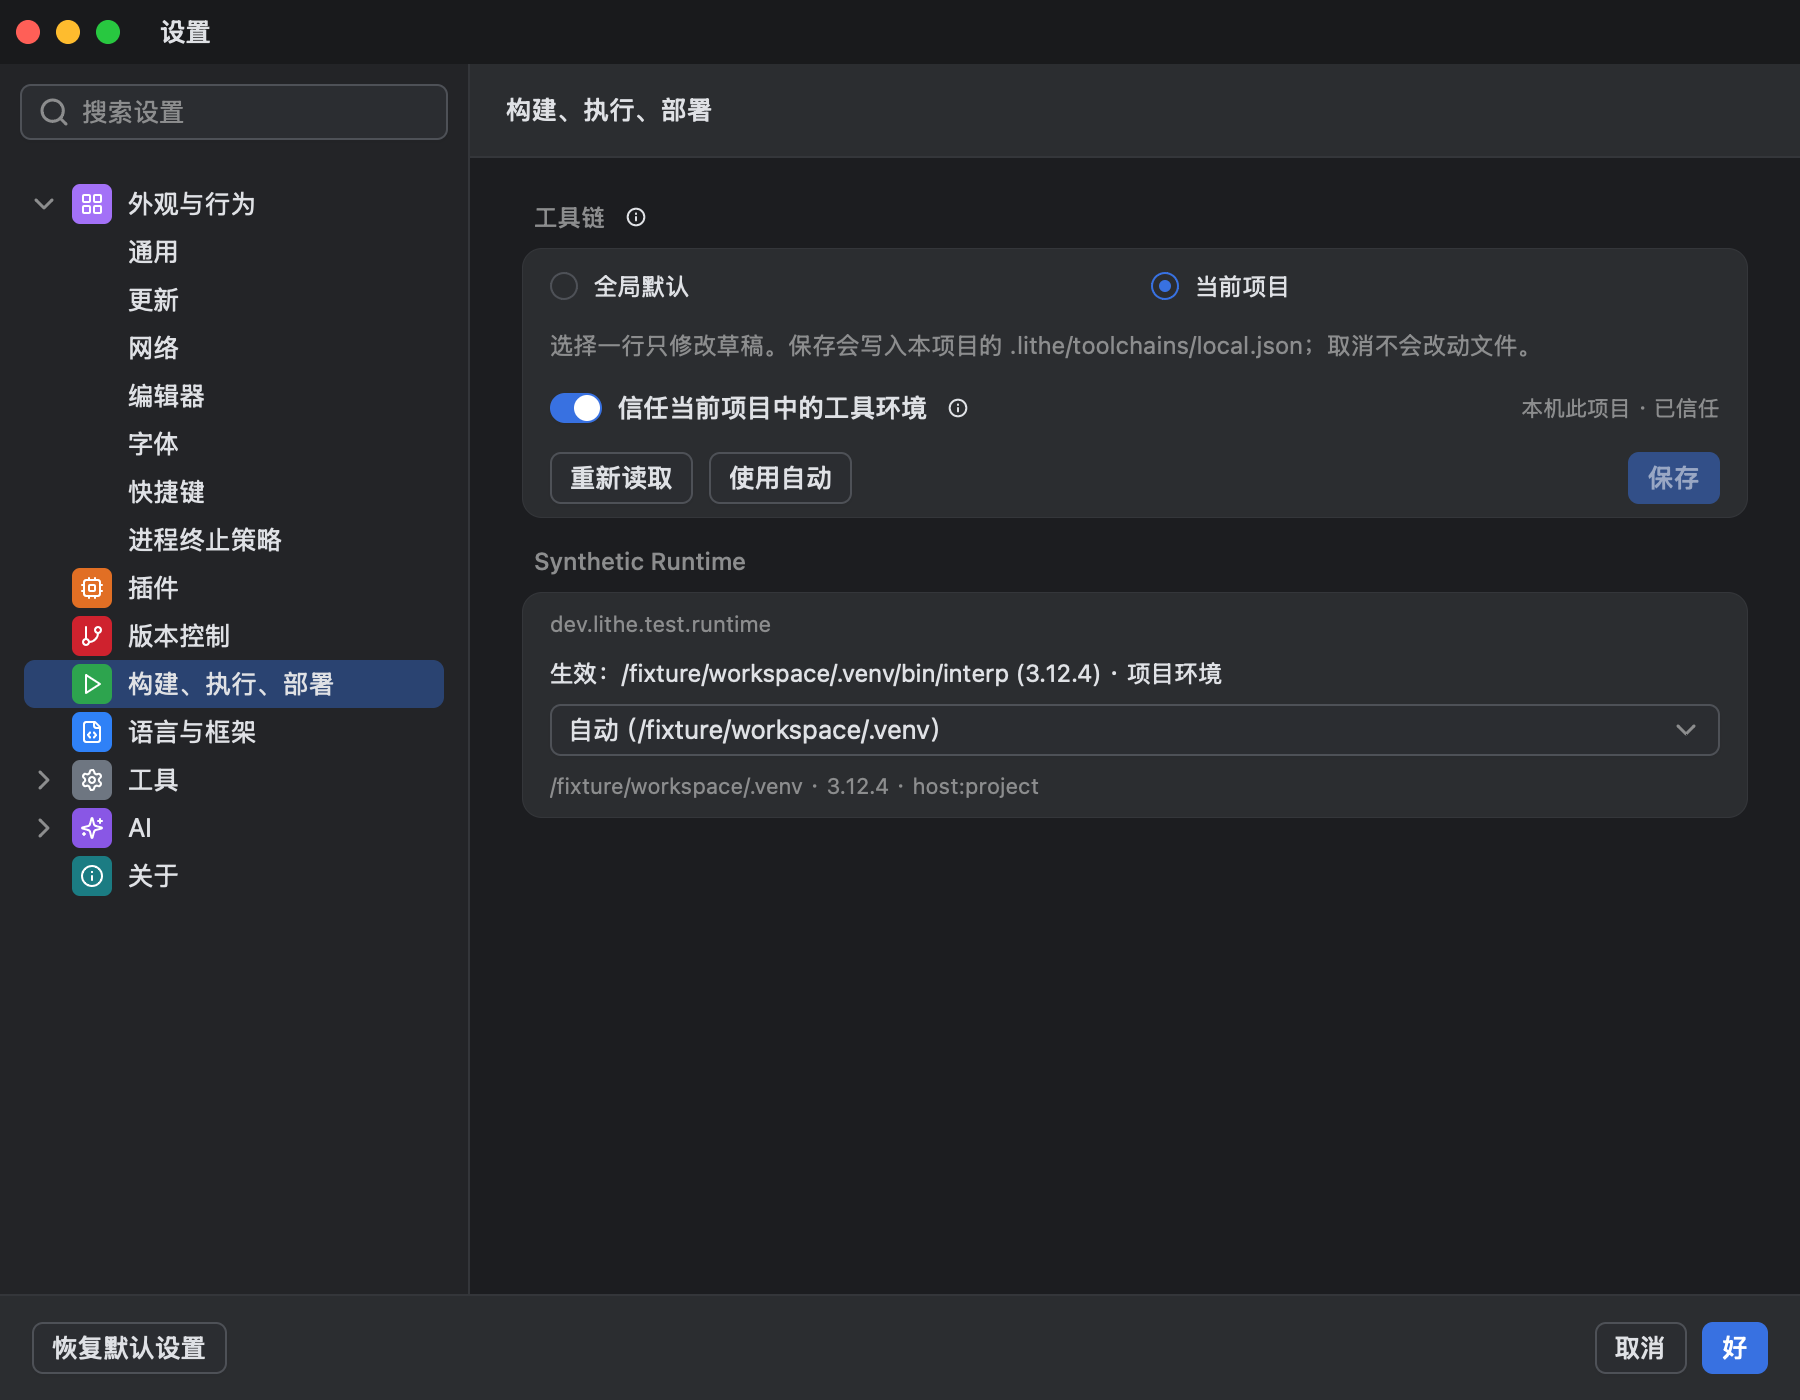 设置
搜索设置
外观与行为
通用
更新
网络
编辑器
字体
快捷键
进程终止策略
插件
版本控制
构建、执行、部署
语言与框架
工具
AI
关于
构建、执行、部署
工具链
全局默认
当前项目
选择一行只修改草稿。保存会写入本项目的 .lithe/toolchains/local.json；取消不会改动文件。
信任当前项目中的工具环境
本机此项目 · 已信任
重新读取
使用自动
保存
Synthetic Runtime
dev.lithe.test.runtime
生效：/fixture/workspace/.venv/bin/interp (3.12.4) · 项目环境
自动 (/fixture/workspace/.venv)
/fixture/workspace/.venv · 3.12.4 · host:project
恢复默认设置
取消
好